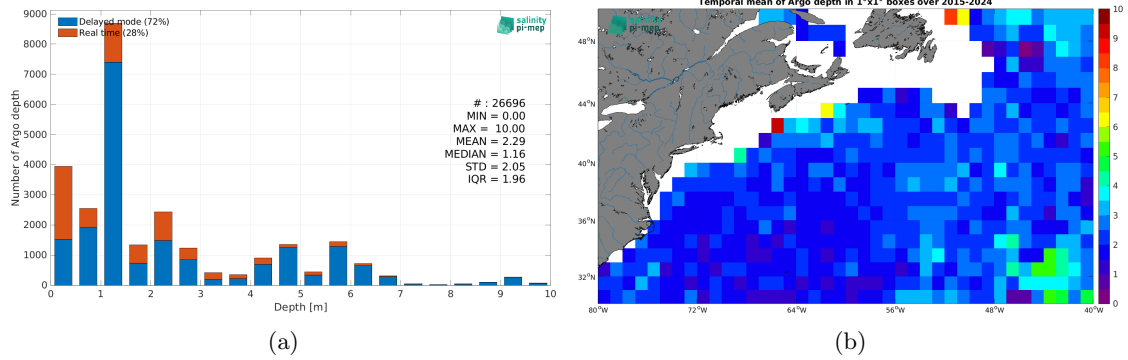 Delayed mode (72%)
Real time (28%)
salinity
pi-mep
# : 26696
MIN = 0.00
MAX = 10.00
MEAN = 2.29
MEDIAN = 1.16
STD = 2.05
IQR = 1.96
Number of Argo depth
9000
8000
7000
6000
5000
4000
3000
2000
1000
0
0 1 2 3 4 5 6 7 8 9 10
Depth [m]
(a)
Temporal mean of Argo depth in 1°x1° boxes over 2015-2024
salinity
pi-mep
48°N
44°N
40°N
36°N
32°N
80°W 72°W 64°W 56°W 48°W 40°W
10
9
8
7
6
5
4
3
2
1
0
(b)